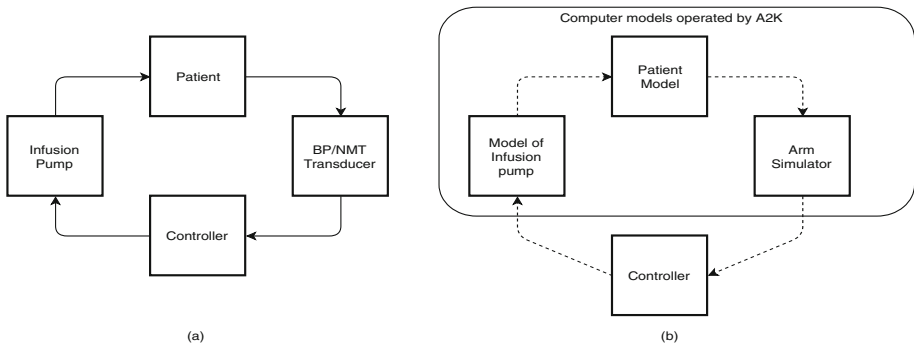 Computer models operated by A2K
Patient
Infusion
Pump
BP/NMT
Transducer
Controller
(a)
Patient
Model
Model of
Infusion
pump
Arm
Simulator
Controller
(b)